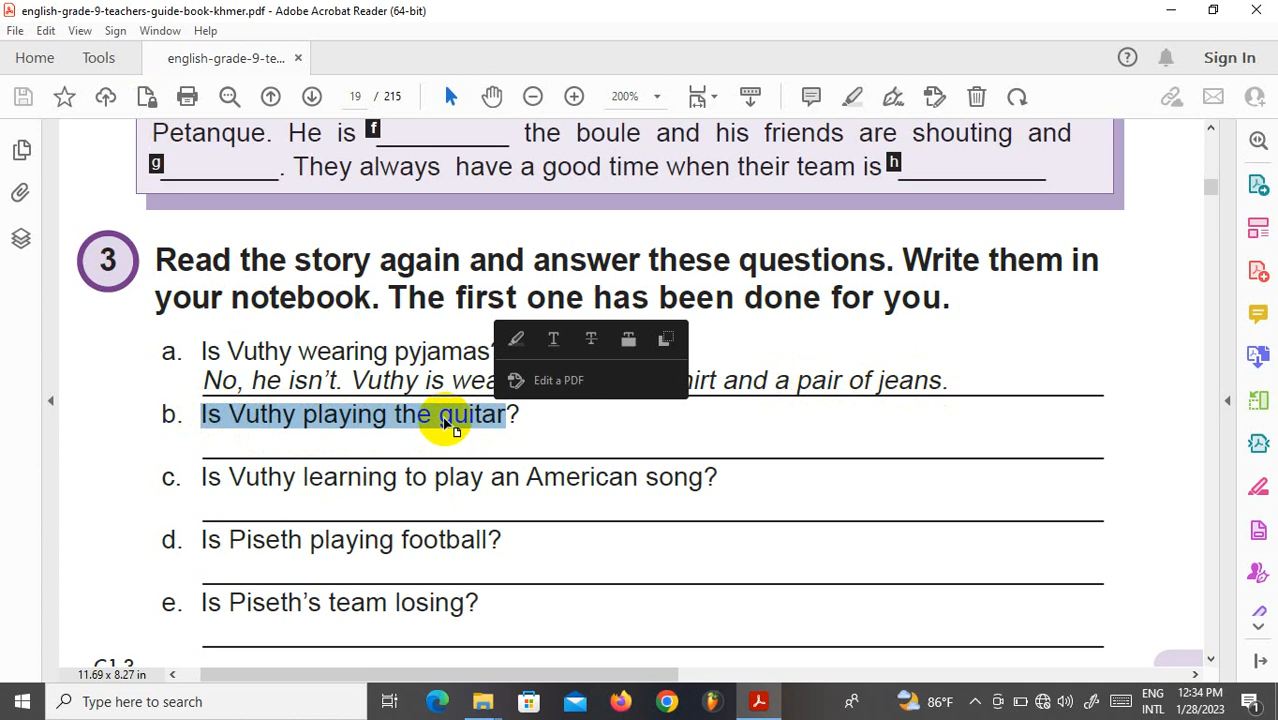 english-grade-9-teachers-guide-book-khmer.pdf - Adobe Acrobat Reader (64-bit)
File Edit View Sign Window Help
Home Tools english-grade-9-te... × Sign In
19 / 215 200%
Petanque. He is f________ the boule and his friends are shouting and
g________. They always have a good time when their team is h________
3 Read the story again and answer these questions. Write them in
your notebook. The first one has been done for you.
a. Is Vuthy wearing pyjamas?
No, he isn't. Vuthy is wea
Edit a PDF
irt and a pair of jeans.
b. Is Vuthy playing the guitar?
c. Is Vuthy learning to play an American song?
d. Is Piseth playing football?
e. Is Piseth's team losing?
11.69 x 8.27 in
Type here to search
86°F
ENG
INTL
12:34 PM
1/28/2023
1